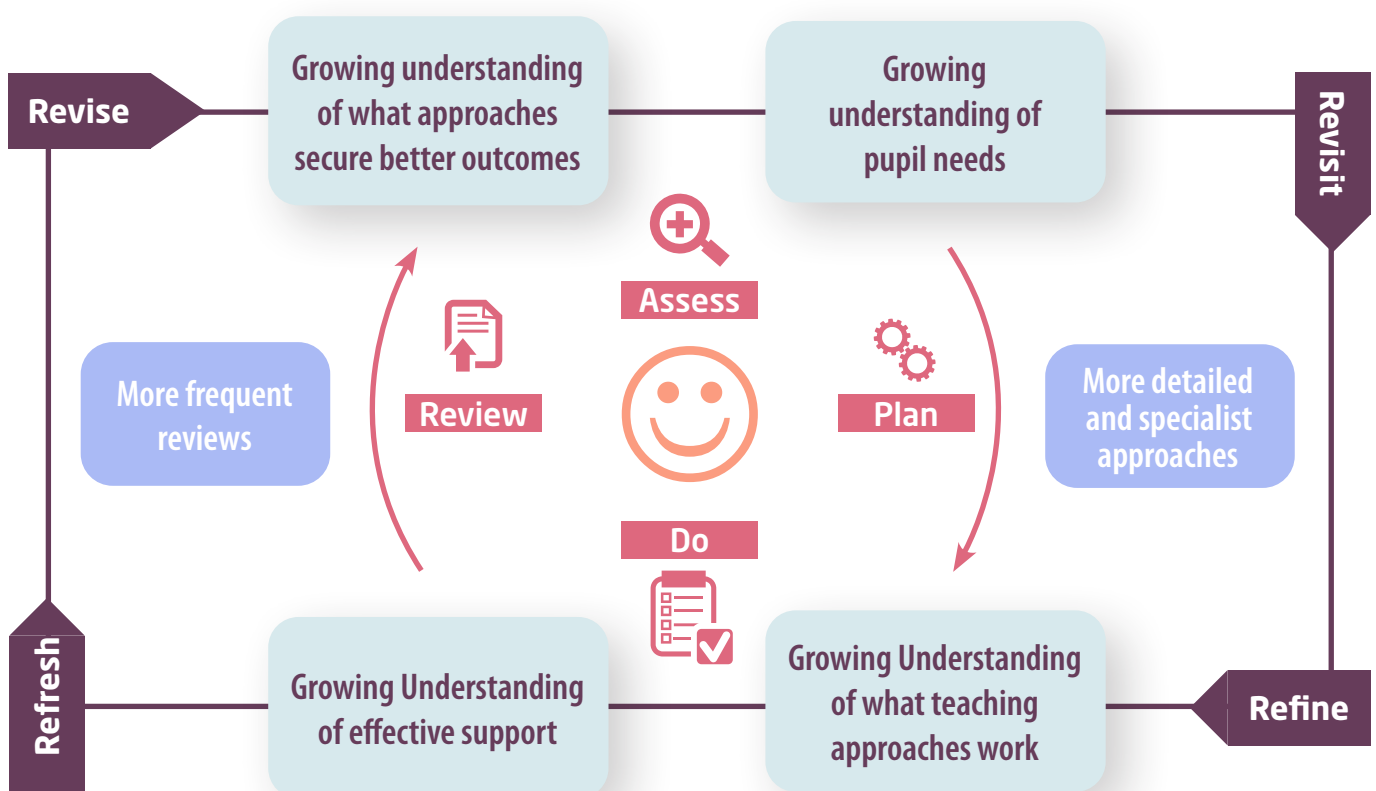 Revise
Growing understanding
of what approaches
secure better outcomes
Growing
understanding of
pupil needs
Revisit
Assess
More frequent
reviews
Review
Plan
More detailed
and specialist
approaches
Do
Refresh
Growing Understanding
of effective support
Growing Understanding
of what teaching
approaches work
Refine